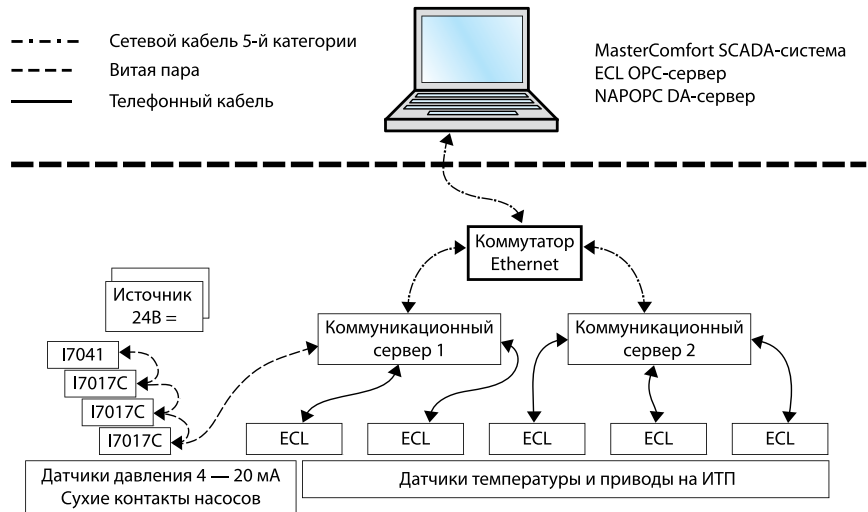 Сетевой кабель 5-й категории
Витая пара
Телефонный кабель
MasterComfort SCADA-система
ECL OPC-сервер
NAPOPC DA-сервер
Коммутатор
Ethernet
Источник
24В =
Коммуникационный
сервер 1
Коммуникационный
сервер 2
I7041
I7017C
I7017C
I7017C
ECL
ECL
ECL
ECL
ECL
Датчики давления 4 — 20 мА
Сухие контакты насосов
Датчики температуры и приводы на ИТП